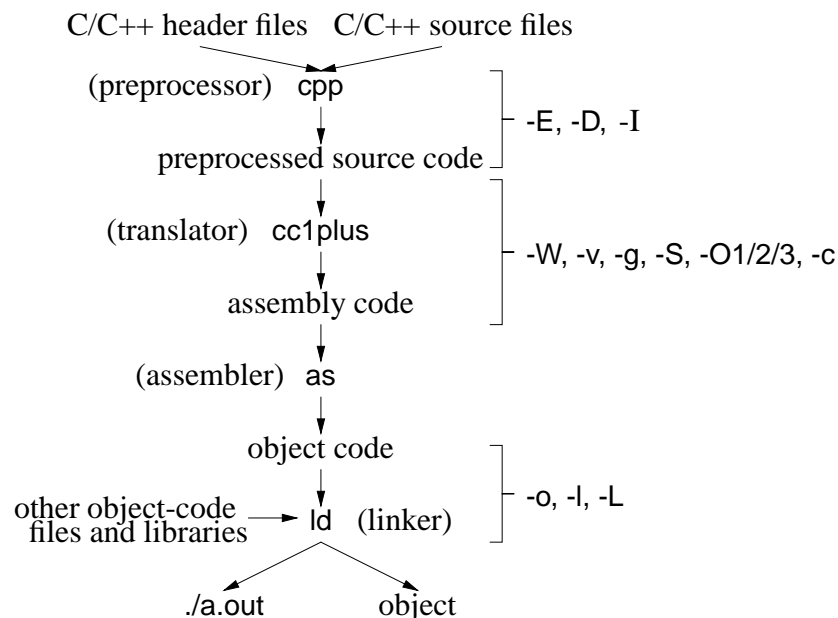 C/C++ header files C/C++ source files
(preprocessor) cpp
-E, -D, -I
preprocessed source code
(translator) cc1plus
-W, -v, -g, -S, -O1/2/3, -c
assembly code
(assembler) as
object code
-o, -l, -L
other object-code
files and libraries
ld (linker)
./a.out object